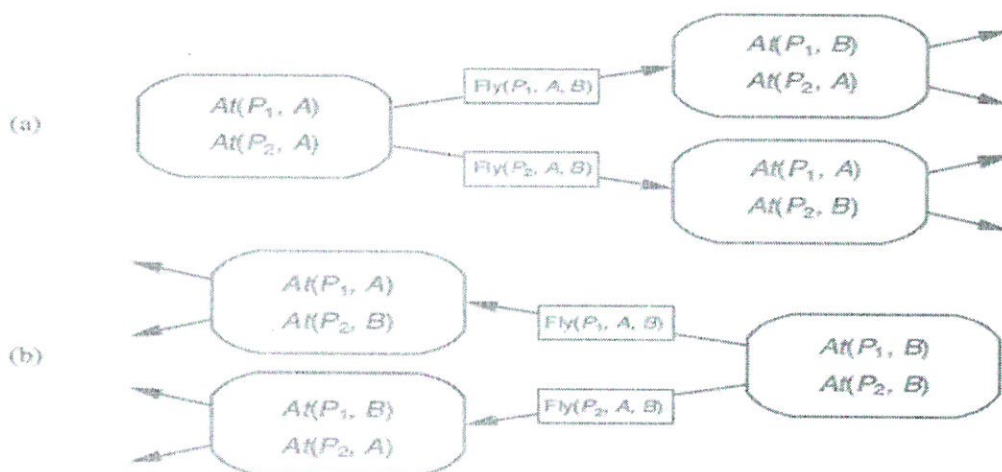 (a)
At(P₁, A)
At(P₂, A)
Fly(P₁, A, B)
Fly(P₂, A, B)
At(P₁, B)
At(P₂, A)
At(P₁, A)
At(P₂, B)
(b)
At(P₁, A)
At(P₂, B)
At(P₁, B)
At(P₂, A)
Fly(P₁, A, B)
Fly(P₂, A, B)
At(P₁, B)
At(P₂, B)